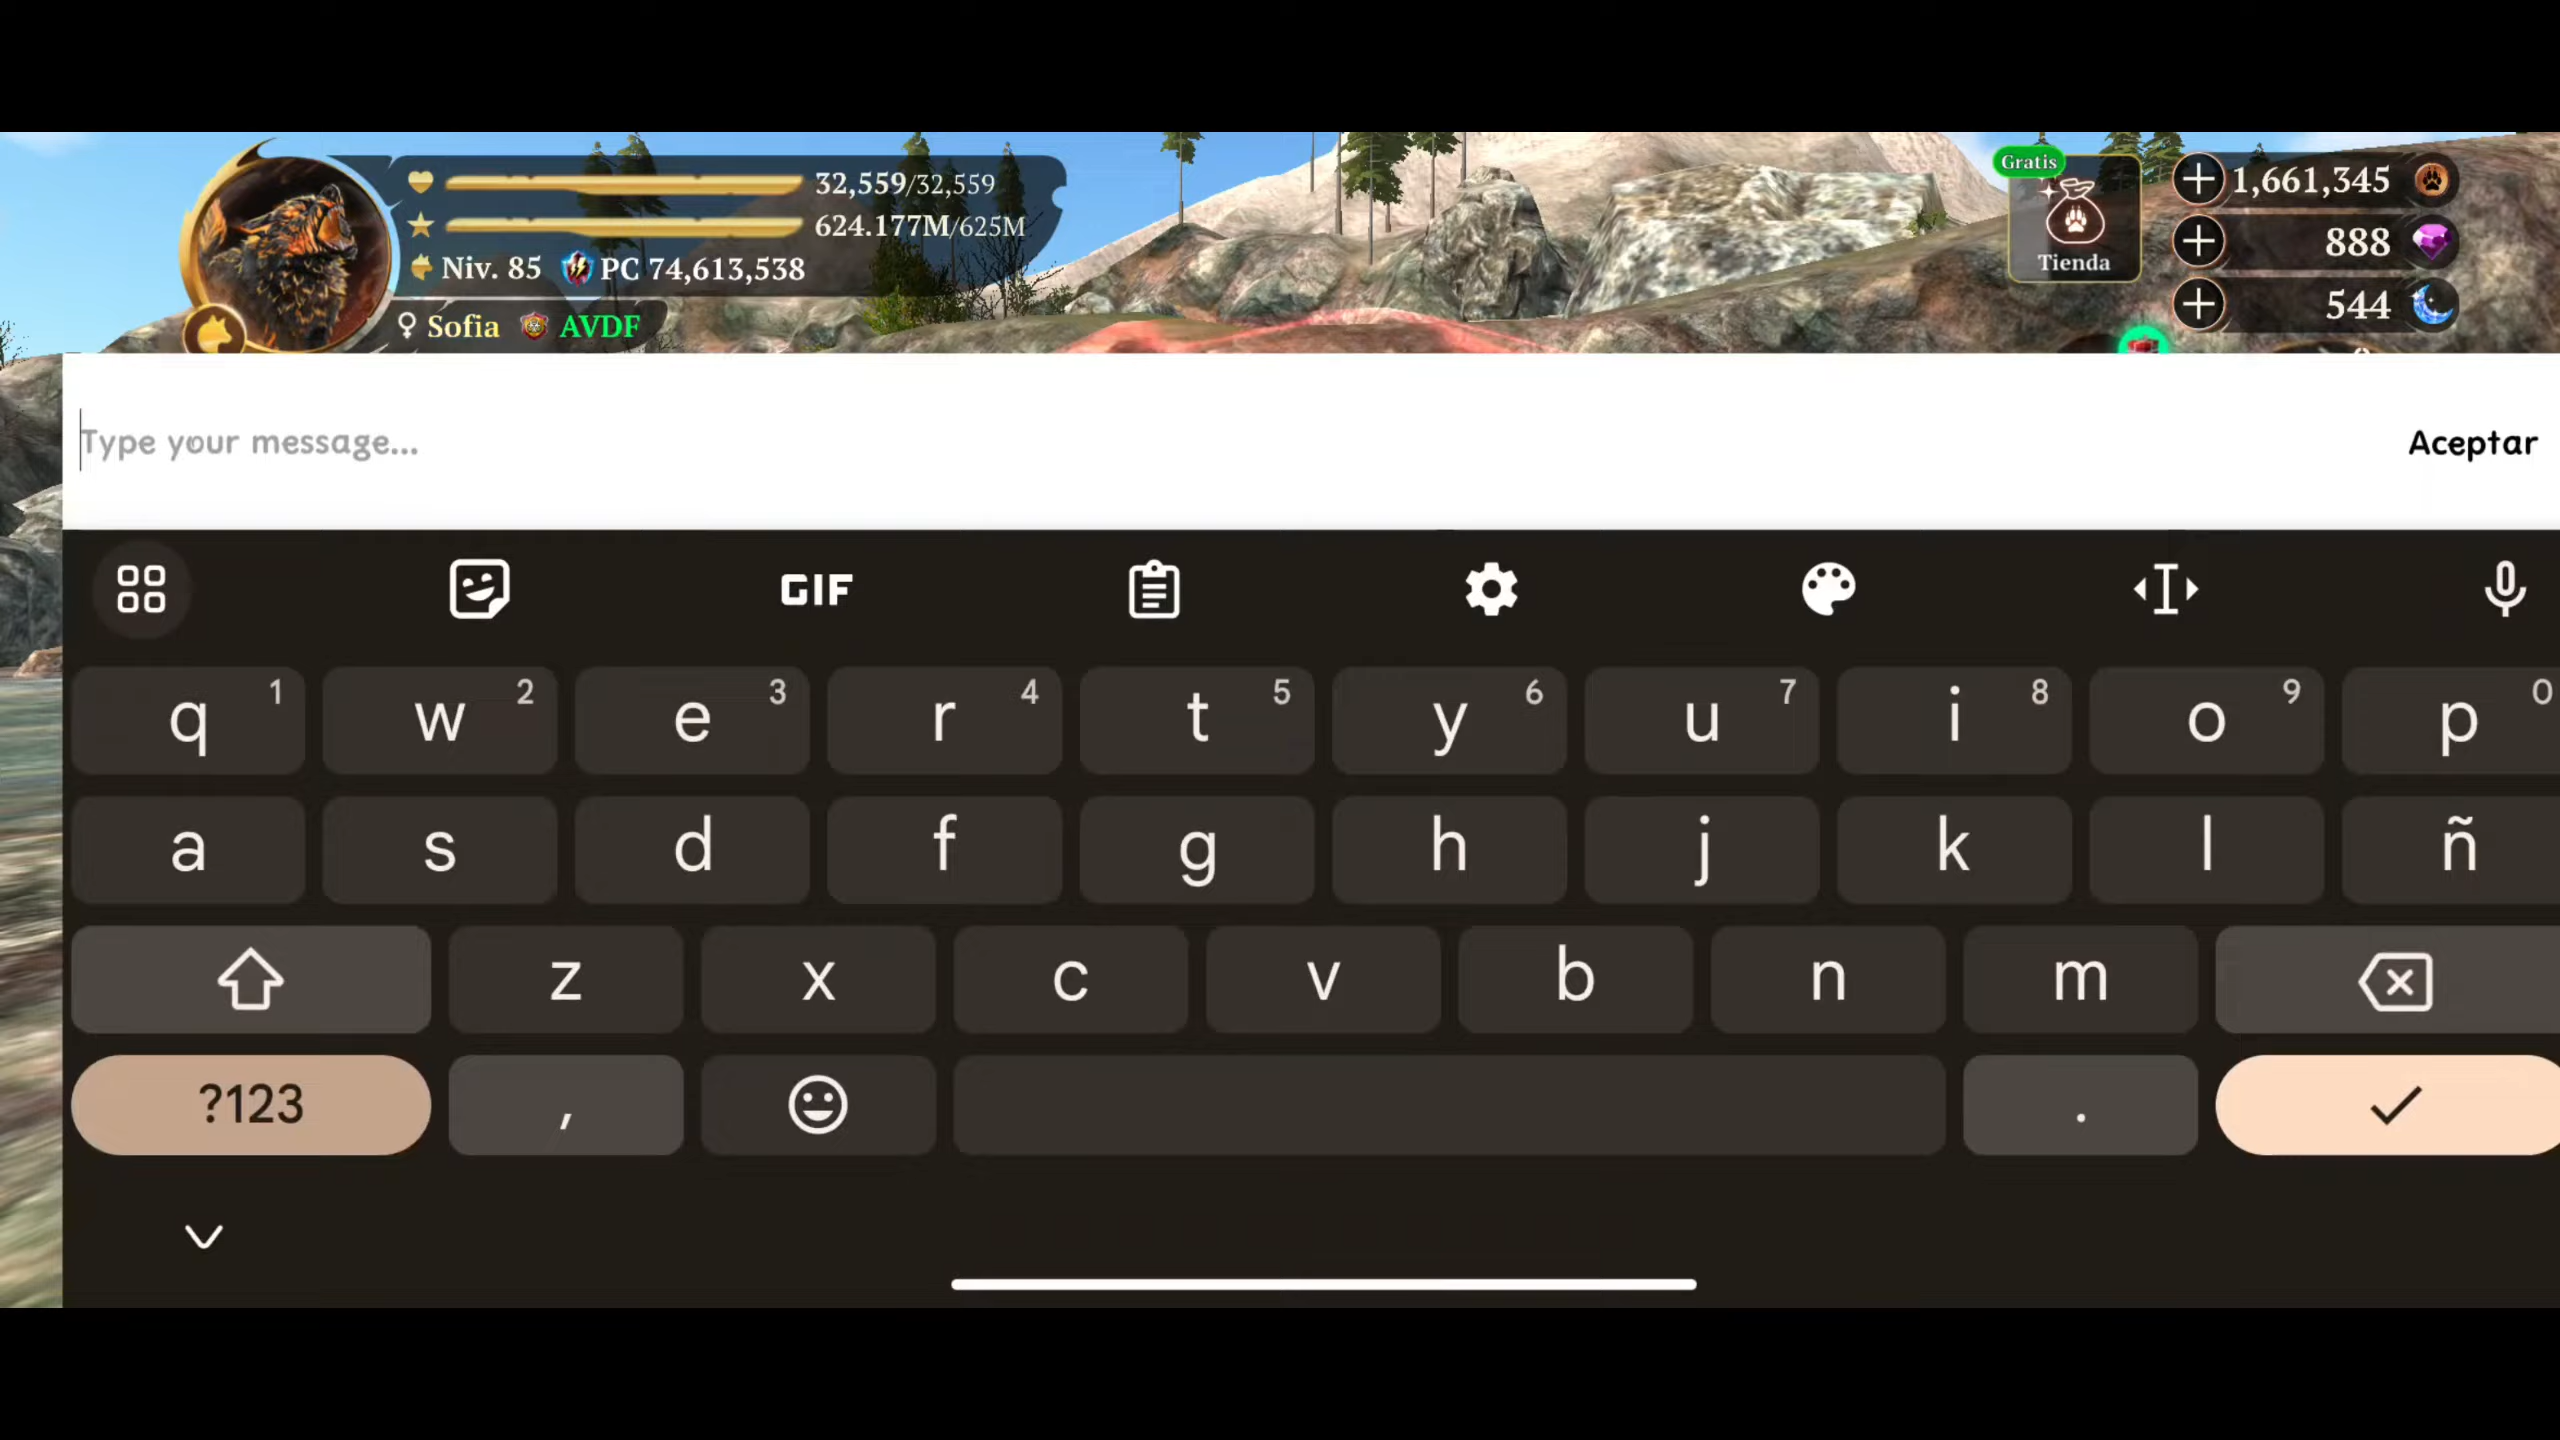 32,559/32,559
624.177M/625M
Niv. 85 PC 74,613,538
Sofia AVDF
Gratis
Tienda
1,661,345
888
544
Type your message...
Aceptar
GIF
q 1 w 2 e 3 r 4 t 5 y 6 u 7 i 8 o 9 p 0
a s d f g h j k l ñ
z x c v b n m
?123 , .